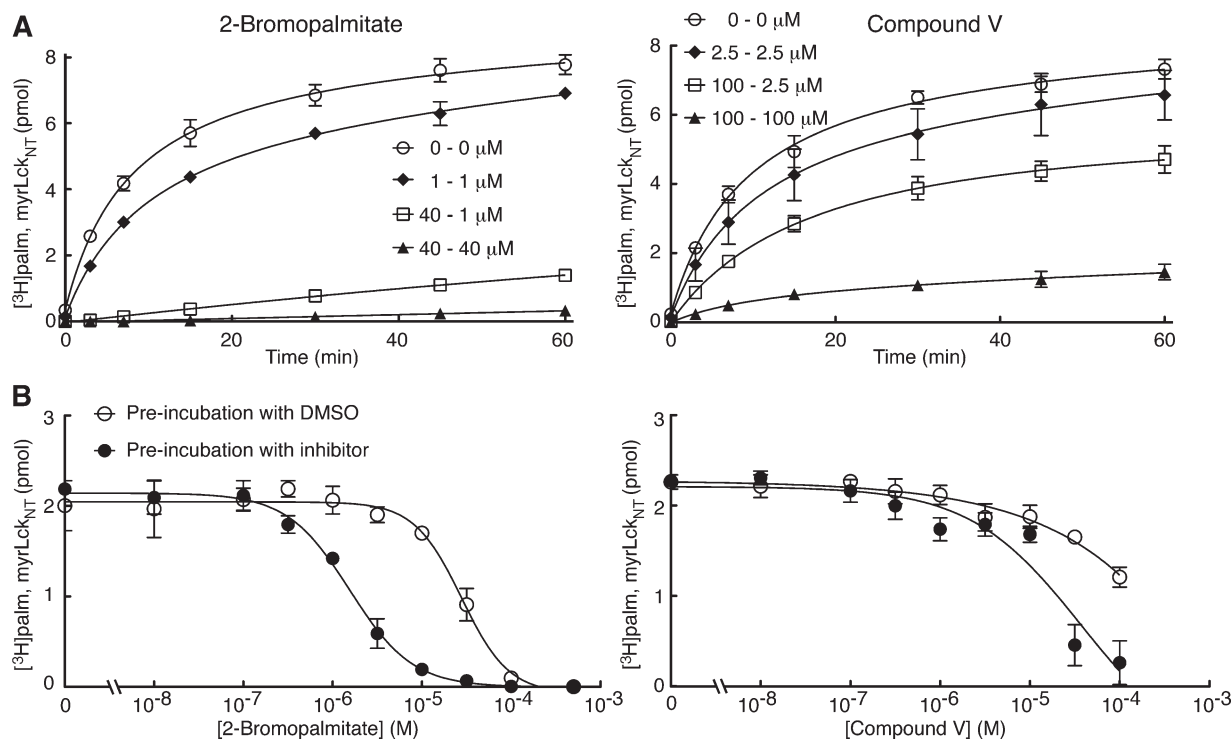 A
2-Bromopalmitate
Compound V
[³H]palm, myrLck_NT (pmol)
8
6
4
2
0
0 - 0 μM
1 - 1 μM
40 - 1 μM
40 - 40 μM
0 20 40 60
Time (min)
[³H]palm, myrLck_NT (pmol)
8
6
4
2
0
0 - 0 μM
2.5 - 2.5 μM
100 - 2.5 μM
100 - 100 μM
0 20 40 60
Time (min)
B
[³H]palm, myrLck_NT (pmol)
3
2
1
0
Pre-incubation with DMSO
Pre-incubation with inhibitor
0 10⁻⁸ 10⁻⁷ 10⁻⁶ 10⁻⁵ 10⁻⁴ 10⁻³
[2-Bromopalmitate] (M)
[³H]palm, myrLck_NT (pmol)
3
2
1
0
0 10⁻⁸ 10⁻⁷ 10⁻⁶ 10⁻⁵ 10⁻⁴ 10⁻³
[Compound V] (M)